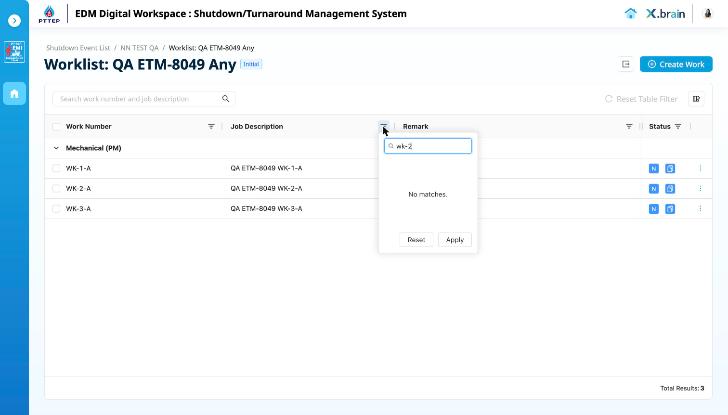 PTTEP
EDM Digital Workspace : Shutdown/Turnaround Management System
X.brain
Shutdown Event List / NN TEST QA / Worklist: QA ETM-8049 Any
Worklist: QA ETM-8049 Any Initial
Create Work
Search work number and job description
Reset Table Filter
Work Number Job Description Remark Status
wk-2
Mechanical (PM)
WK-1-A QA ETM-8049 WK-1-A N
WK-2-A QA ETM-8049 WK-2-A N
No matches.
WK-3-A QA ETM-8049 WK-3-A N
Reset Apply
Total Results: 3